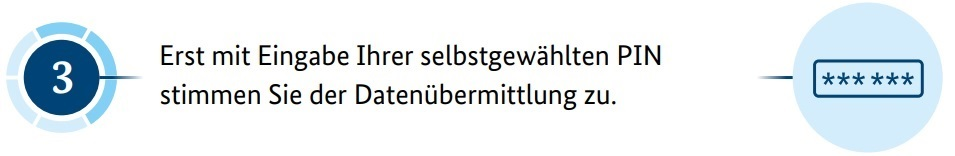 3
Erst mit Eingabe Ihrer selbstgewählten PIN
stimmen Sie der Datenübermittlung zu.
*** ***